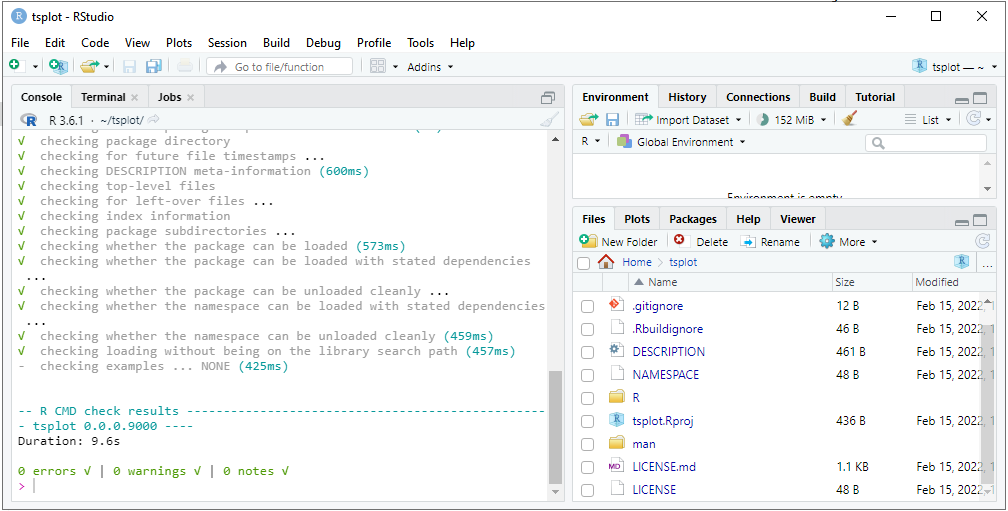 tsplot - RStudio
File Edit Code View Plots Session Build Debug Profile Tools Help
Go to file/function Addins tsplot — ~
Console Terminal Jobs
R 3.6.1 · ~/tsplot/
√ checking package directory
√ checking for future file timestamps ...
√ checking DESCRIPTION meta-information (600ms)
√ checking top-level files
√ checking for left-over files ...
√ checking index information
√ checking package subdirectories ...
√ checking whether the package can be loaded (573ms)
√ checking whether the package can be loaded with stated dependencies
...
√ checking whether the package can be unloaded cleanly ...
√ checking whether the namespace can be loaded with stated dependencies
...
√ checking whether the namespace can be unloaded cleanly (459ms)
√ checking loading without being on the library search path (457ms)
- checking examples ... NONE (425ms)
-- R CMD check results --------------------------------------------------
- tsplot 0.0.0.9000 ----
Duration: 9.6s
0 errors √ | 0 warnings √ | 0 notes √
>
Environment History Connections Build Tutorial
Import Dataset 152 MiB List
R Global Environment
Environment is empty
Files Plots Packages Help Viewer
New Folder Delete Rename More
Home tsplot ...
Name Size Modified
.gitignore 12 B Feb 15, 2022, 1
.Rbuildignore 46 B Feb 15, 2022, 1
DESCRIPTION 461 B Feb 15, 2022, 1
NAMESPACE 48 B Feb 15, 2022, 1
R
tsplot.Rproj 436 B Feb 15, 2022, 1
man
LICENSE.md 1.1 KB Feb 15, 2022, 1
LICENSE 48 B Feb 15, 2022, 1